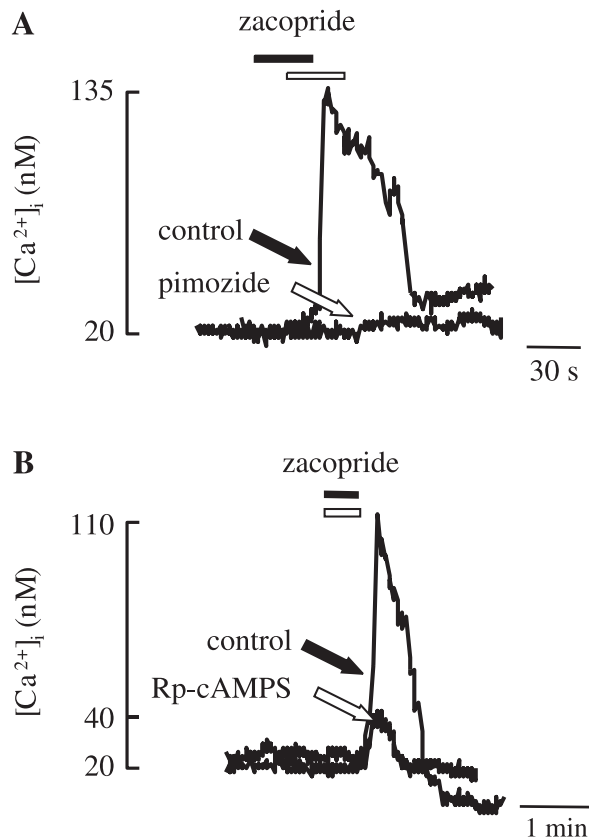 A
zacopride
135
[Ca²⁺]ᵢ (nM)
control
pimozide
20
30 s
B
zacopride
110
[Ca²⁺]ᵢ (nM)
control
Rp-cAMPS
40
20
1 min